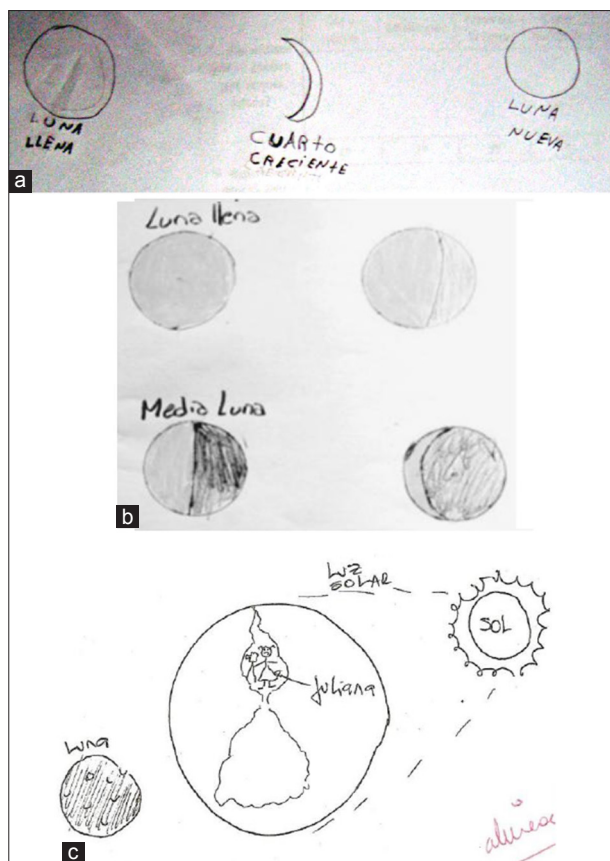 LUNA
LLENA
CUARTO
CRECIENTE
LUNA
NUEVA
a
Luna llena
Media Luna
b
LUZ
SOLAR
SOL
Juliana
Luna
c